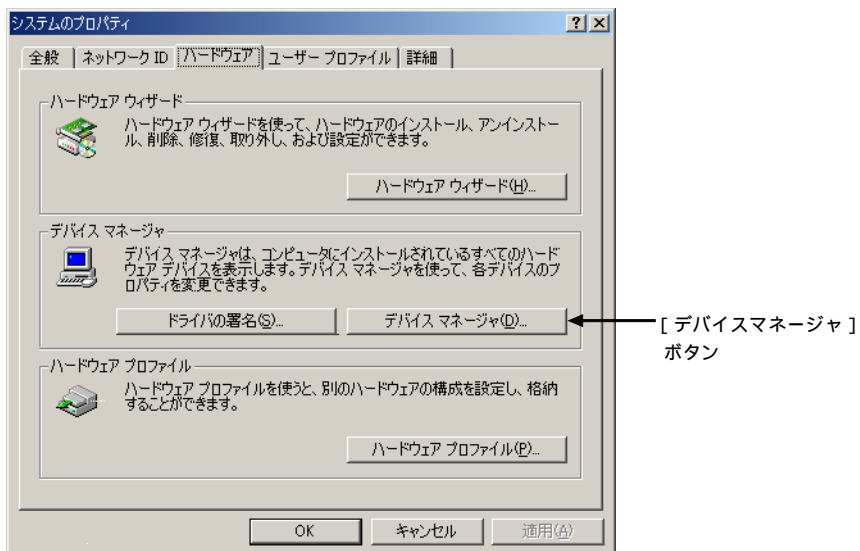 システムのプロパティ
全般
ネットワーク ID
ハードウェア
ユーザー プロファイル
詳細
ハードウェア ウィザード
ハードウェア ウィザードを使って、ハードウェアのインストール、アンインストー
ル、削除、修復、取り外し、および設定ができます。
ハードウェア ウィザード(H)...
デバイス マネージャ
デバイス マネージャは、コンピュータにインストールされているすべてのハード
ウェア デバイスを表示します。デバイス マネージャを使って、各デバイスのプ
ロパティを変更できます。
ドライバの署名(S)...
デバイス マネージャ(D)...
[ デバイスマネージャ ]
ボタン
ハードウェア プロファイル
ハードウェア プロファイルを使うと、別のハードウェアの構成を設定し、格納
することができます。
ハードウェア プロファイル(P)...
OK
キャンセル
適用(A)